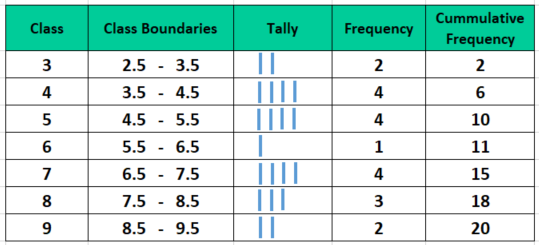 Class Class Boundaries Tally Frequency Cummulative Frequency
3 2.5 - 3.5 || 2 2
4 3.5 - 4.5 |||| 4 6
5 4.5 - 5.5 |||| 4 10
6 5.5 - 6.5 | 1 11
7 6.5 - 7.5 |||| 4 15
8 7.5 - 8.5 ||| 3 18
9 8.5 - 9.5 || 2 20